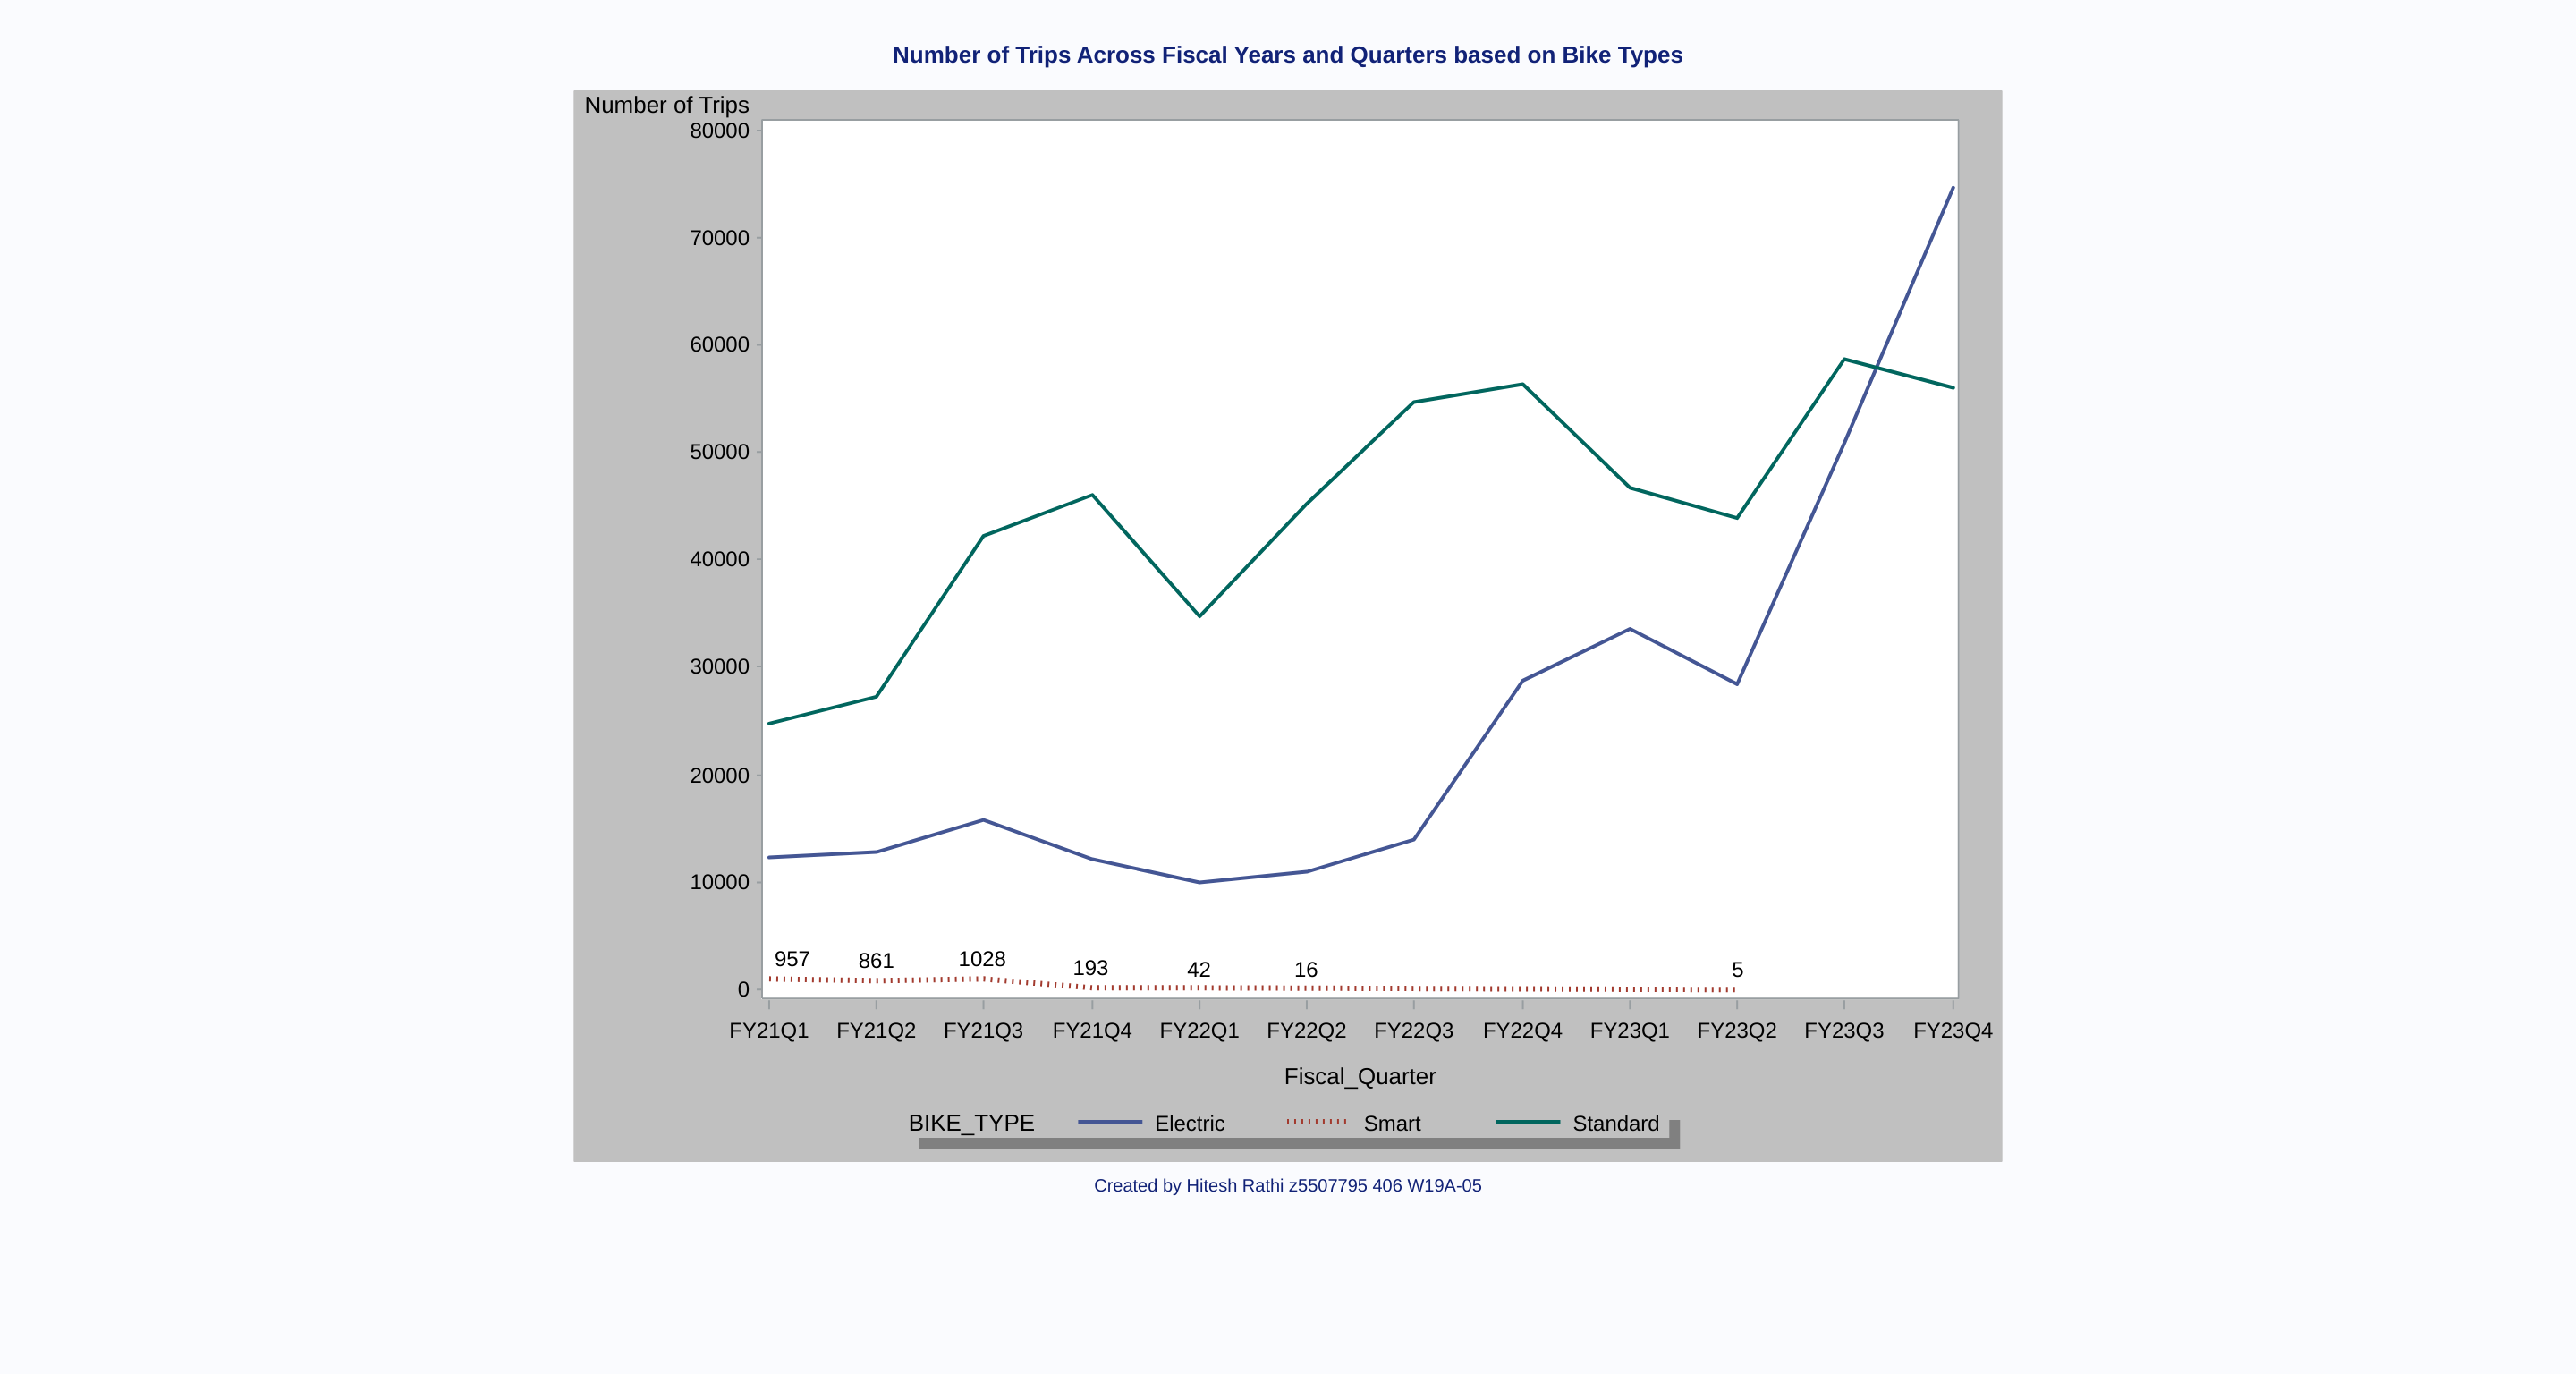 Number of Trips Across Fiscal Years and Quarters based on Bike Types
Number of Trips
80000
70000
60000
50000
40000
30000
20000
10000
0
957 861 1028 193 42 16 5
FY21Q1 FY21Q2 FY21Q3 FY21Q4 FY22Q1 FY22Q2 FY22Q3 FY22Q4 FY23Q1 FY23Q2 FY23Q3 FY23Q4
Fiscal_Quarter
BIKE_TYPE Electric Smart Standard
Created by Hitesh Rathi z5507795 406 W19A-05